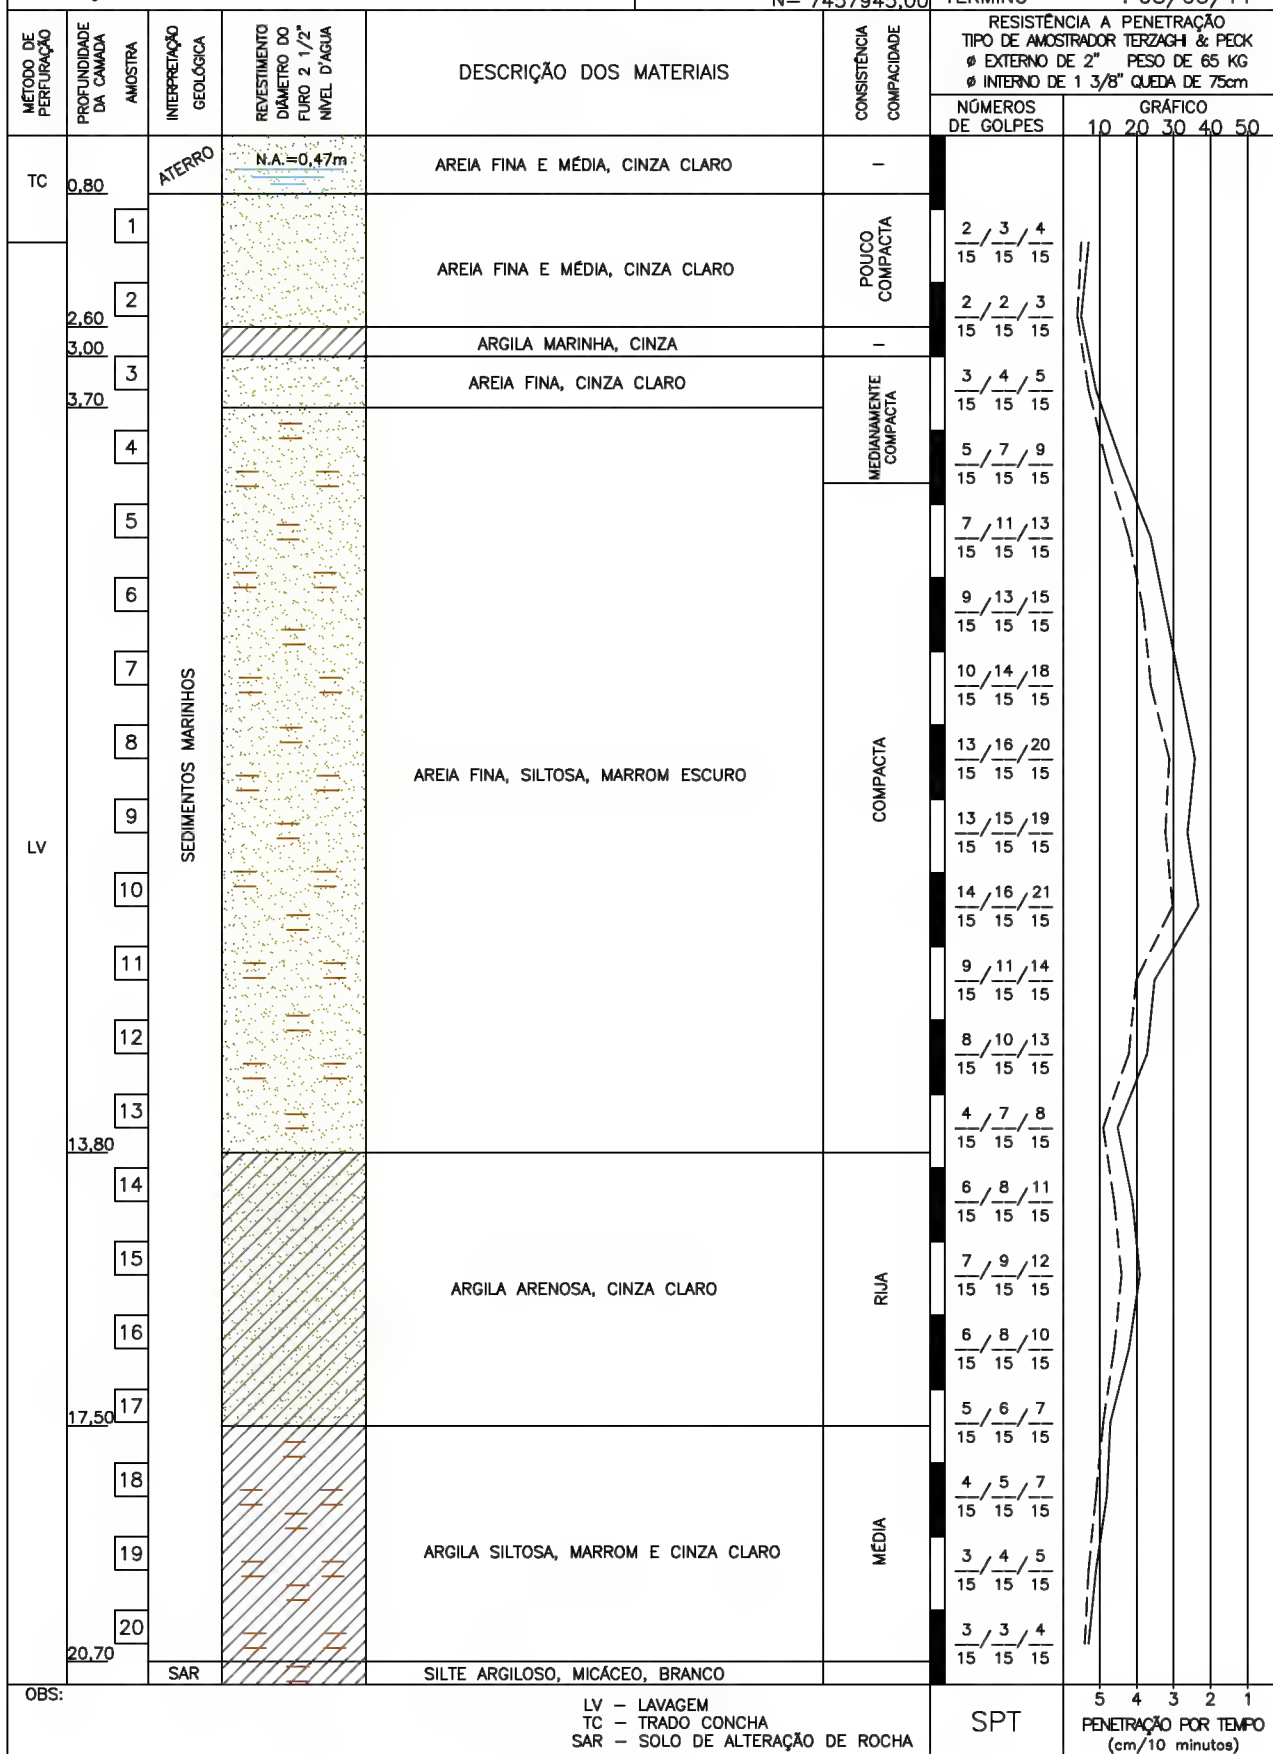 N= 7457945,00
TÉRMINO
MÉTODO DE PERFURAÇÃO
PROFUNDIDADE DA CAMADA
AMOSTRA
INTERPRETAÇÃO GEOLÓGICA
REVESTIMENTO DIÂMETRO DO FURO 2 1/2" NÍVEL D'AGUA
DESCRIÇÃO DOS MATERIAIS
CONSISTÊNCIA COMPACIDADE
RESISTÊNCIA A PENETRAÇÃO
TIPO DE AMOSTRADOR TERZAGHI & PECK
ø EXTERNO DE 2" PESO DE 65 KG
ø INTERNO DE 1 3/8" QUEDA DE 75cm
NÚMEROS DE GOLPES
GRÁFICO
10 20 30 40 50
TC
0,80
ATERRO
N.A.=0,47m
AREIA FINA E MÉDIA, CINZA CLARO
–
1
AREIA FINA E MÉDIA, CINZA CLARO
POUCO COMPACTA
2/3/4
15 15 15
2
2,60
2/2/3
15 15 15
3,00
ARGILA MARINHA, CINZA
–
3
3,70
AREIA FINA, CINZA CLARO
MEDIANAMENTE COMPACTA
3/4/5
15 15 15
4
5/7/9
15 15 15
5
7/11/13
15 15 15
6
9/13/15
15 15 15
7
10/14/18
15 15 15
8
AREIA FINA, SILTOSA, MARROM ESCURO
COMPACTA
13/16/20
15 15 15
SEDIMENTOS MARINHOS
9
13/15/19
15 15 15
LV
10
14/16/21
15 15 15
11
9/11/14
15 15 15
12
8/10/13
15 15 15
13
4/7/8
15 15 15
13,80
14
6/8/11
15 15 15
15
ARGILA ARENOSA, CINZA CLARO
RIJA
7/9/12
15 15 15
16
6/8/10
15 15 15
17
17,50
5/6/7
15 15 15
18
4/5/7
15 15 15
19
ARGILA SILTOSA, MARROM E CINZA CLARO
MÉDIA
3/4/5
15 15 15
20
20,70
3/3/4
15 15 15
SAR
SILTE ARGILOSO, MICÁCEO, BRANCO
OBS:
LV – LAVAGEM
TC – TRADO CONCHA
SAR – SOLO DE ALTERAÇÃO DE ROCHA
SPT
5 4 3 2 1
PENETRAÇÃO POR TEMPO
(cm/10 minutos)